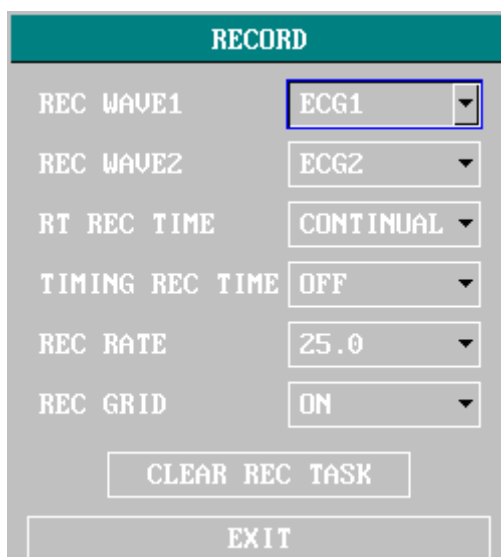 RECORD
REC WAVE1 ECG1
REC WAVE2 ECG2
RT REC TIME CONTINUAL
TIMING REC TIME OFF
REC RATE 25.0
REC GRID ON
CLEAR REC TASK
EXIT